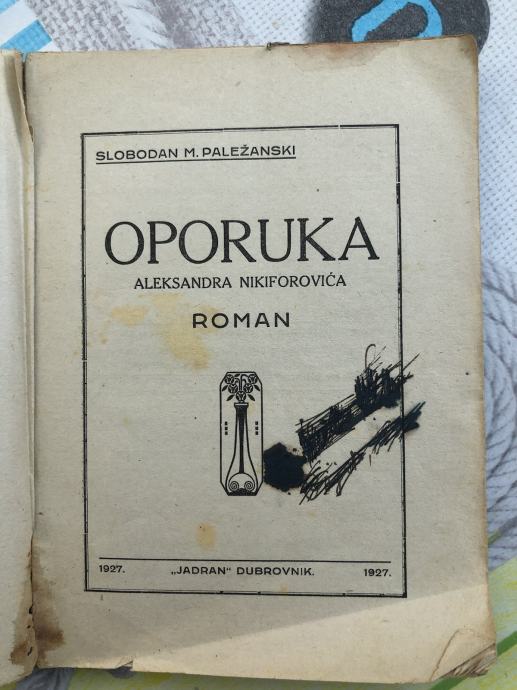 SLOBODAN M. PALEŽANSKI
OPORUKA
ALEKSANDRA NIKIFOROVIĆA
ROMAN
1927. „JADRAN“ DUBROVNIK. 1927.